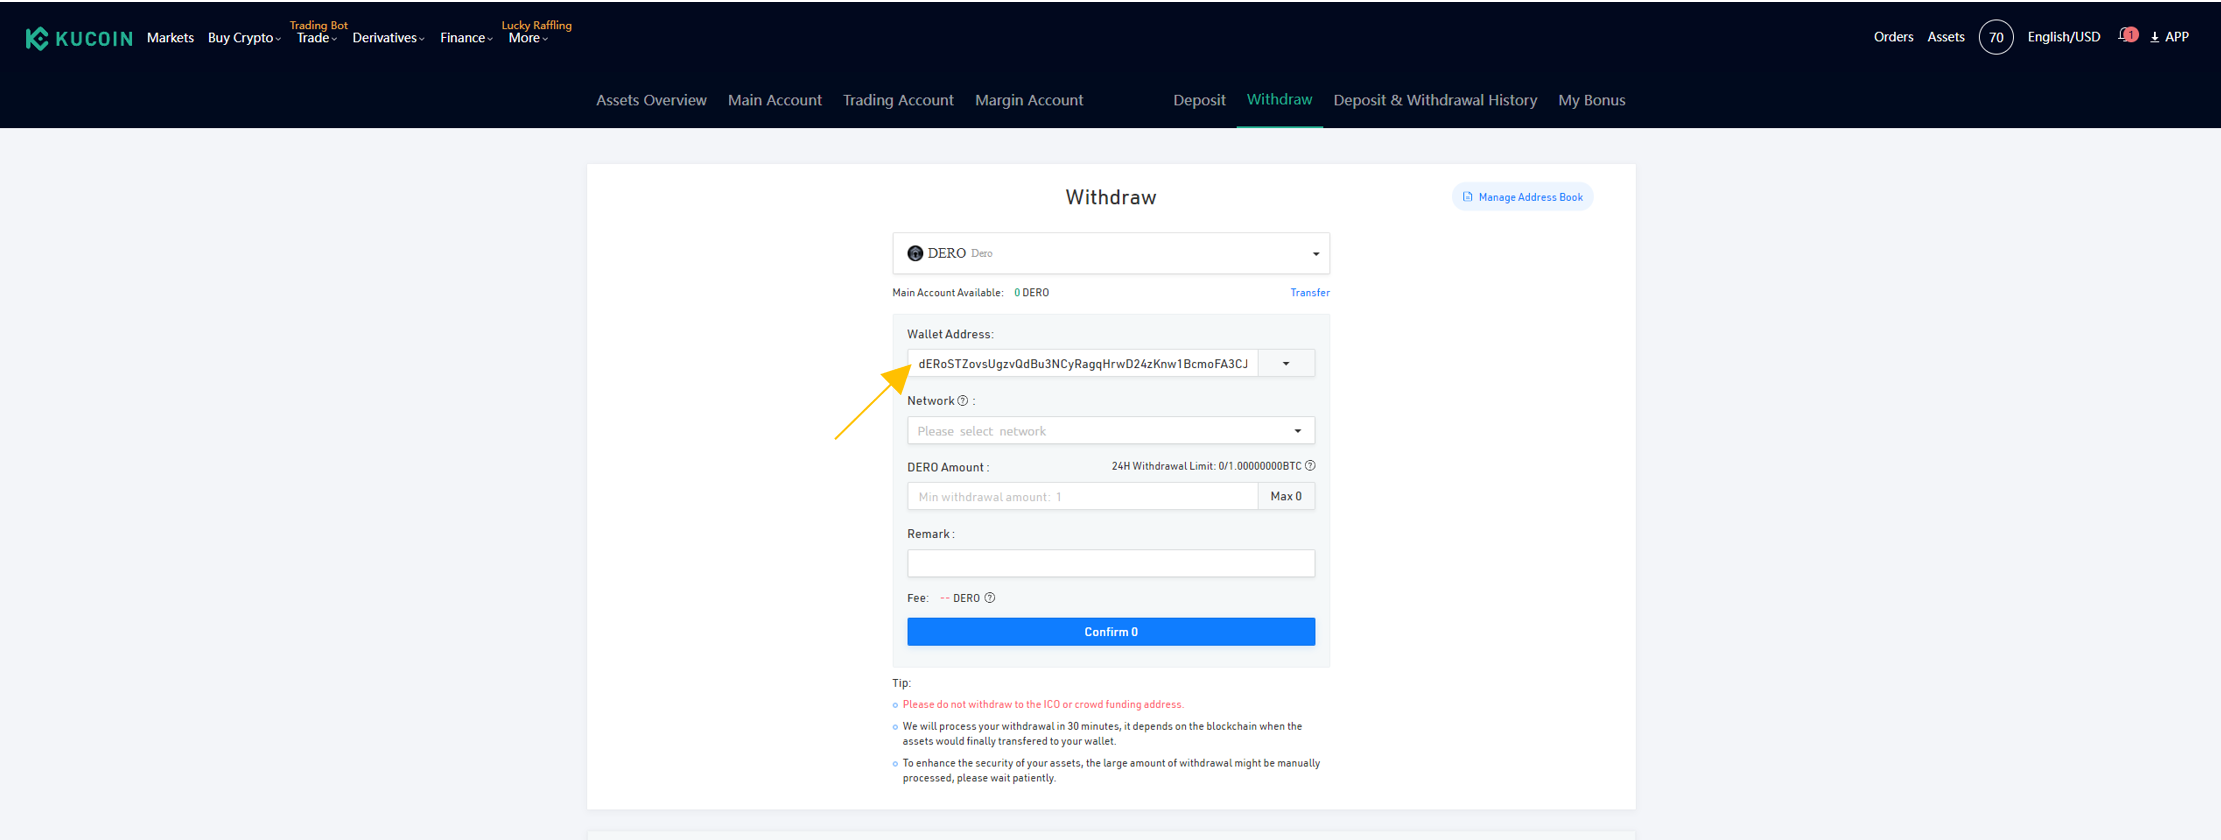 KUCOIN Markets Buy Crypto Trading Bot Trade Derivatives Finance Lucky Raffling More Orders Assets 70 English/USD 1 APP
Assets Overview Main Account Trading Account Margin Account Deposit Withdraw Deposit & Withdrawal History My Bonus
Withdraw
Manage Address Book
DERO Dero
Main Account Available: 0 DERO Transfer
Wallet Address:
dERoSTZovsUgzvQdBu3NCyRagqHrwD24zKnw1BcmoFA3CJ
Network ? :
Please select network
DERO Amount : 24H Withdrawal Limit: 0/1.00000000BTC ?
Min withdrawal amount: 1 Max 0
Remark :
Fee: -- DERO ?
Confirm 0
Tip:
Please do not withdraw to the ICO or crowd funding address.
We will process your withdrawal in 30 minutes, it depends on the blockchain when the
assets would finally transfered to your wallet.
To enhance the security of your assets, the large amount of withdrawal might be manually
processed, please wait patiently.